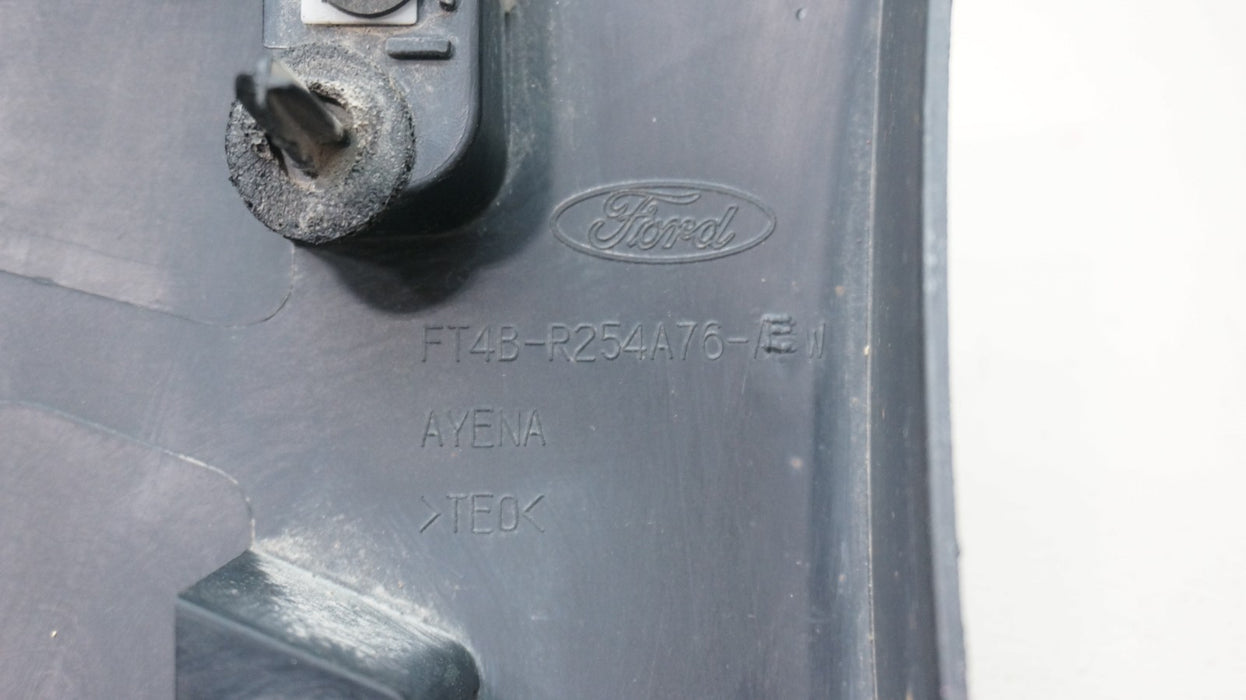 Ford
FT4B-R254A76-
AYENA
>TEO<